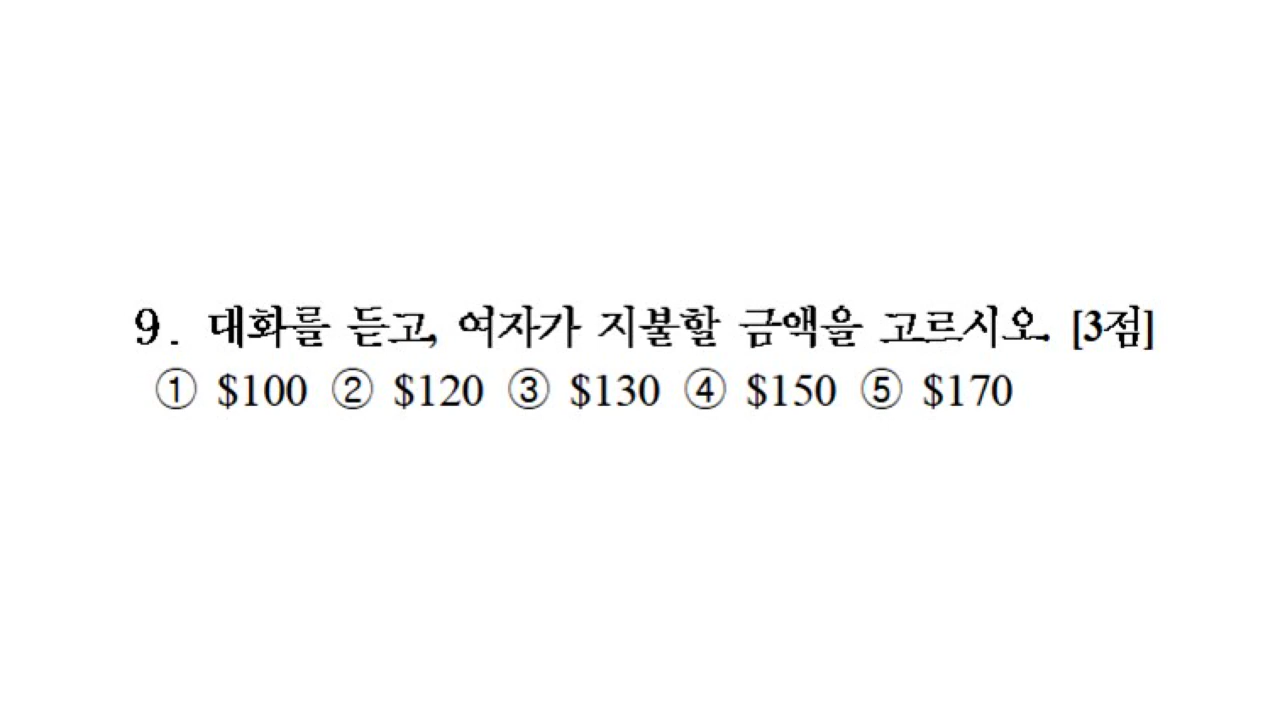 9. 대화를 듣고, 여자가 지불할 금액을 고르시오. [3점]
① $100 ② $120 ③ $130 ④ $150 ⑤ $170